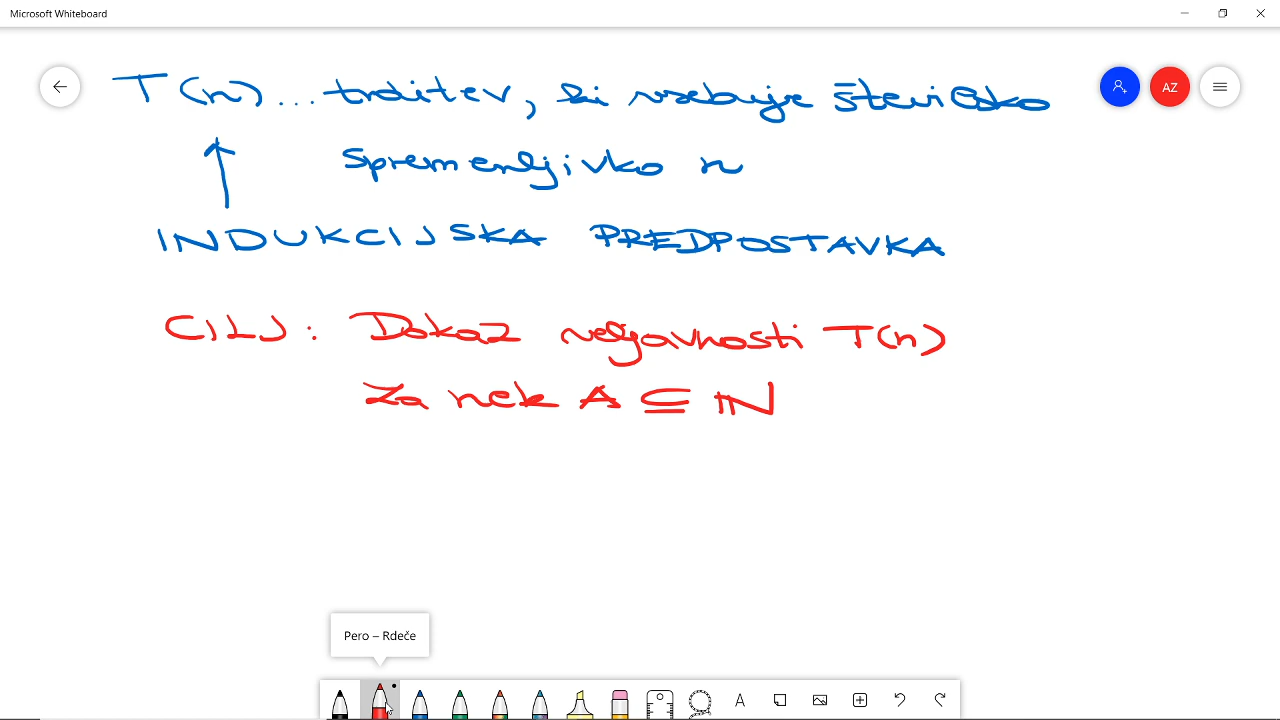 Microsoft Whiteboard
T(n)... trditev, ki vsebuje številsko
AZ
spremenljivko n
INDUKCIJSKA PREDPOSTAVKA
CILJ: Dokaz veljavnosti T(n)
za nek A ⊆ ℕ
Pero – Rdeče
A